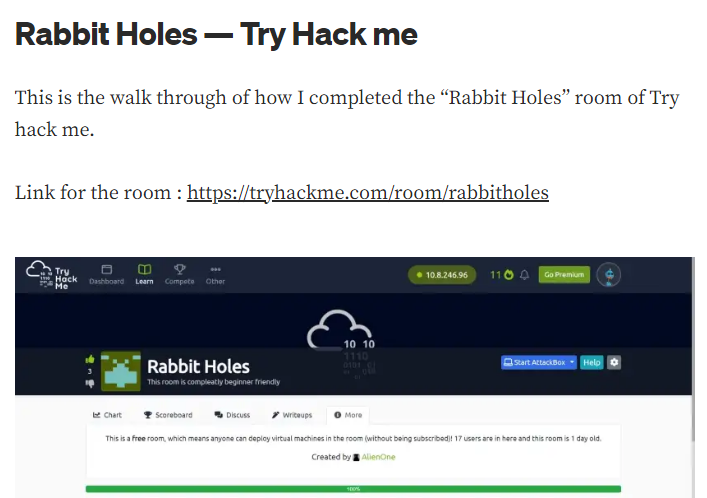 Rabbit Holes — Try Hack me
This is the walk through of how I completed the “Rabbit Holes” room of Try
hack me.
Link for the room : https://tryhackme.com/room/rabbitholes
Try
Hack
Me
Dashboard
Learn
Compete
Other
10.8.246.96
11
Go Premium
10 10
1110
Rabbit Holes
This room is compleatly beginner friendly
3
Start AttackBox
Help
Chart
Scoreboard
Discuss
Writeups
More
This is a free room, which means anyone can deploy virtual machines in the room (without being subscribed)! 17 users are in here and this room is 1 day old.
Created by AlienOne
100%